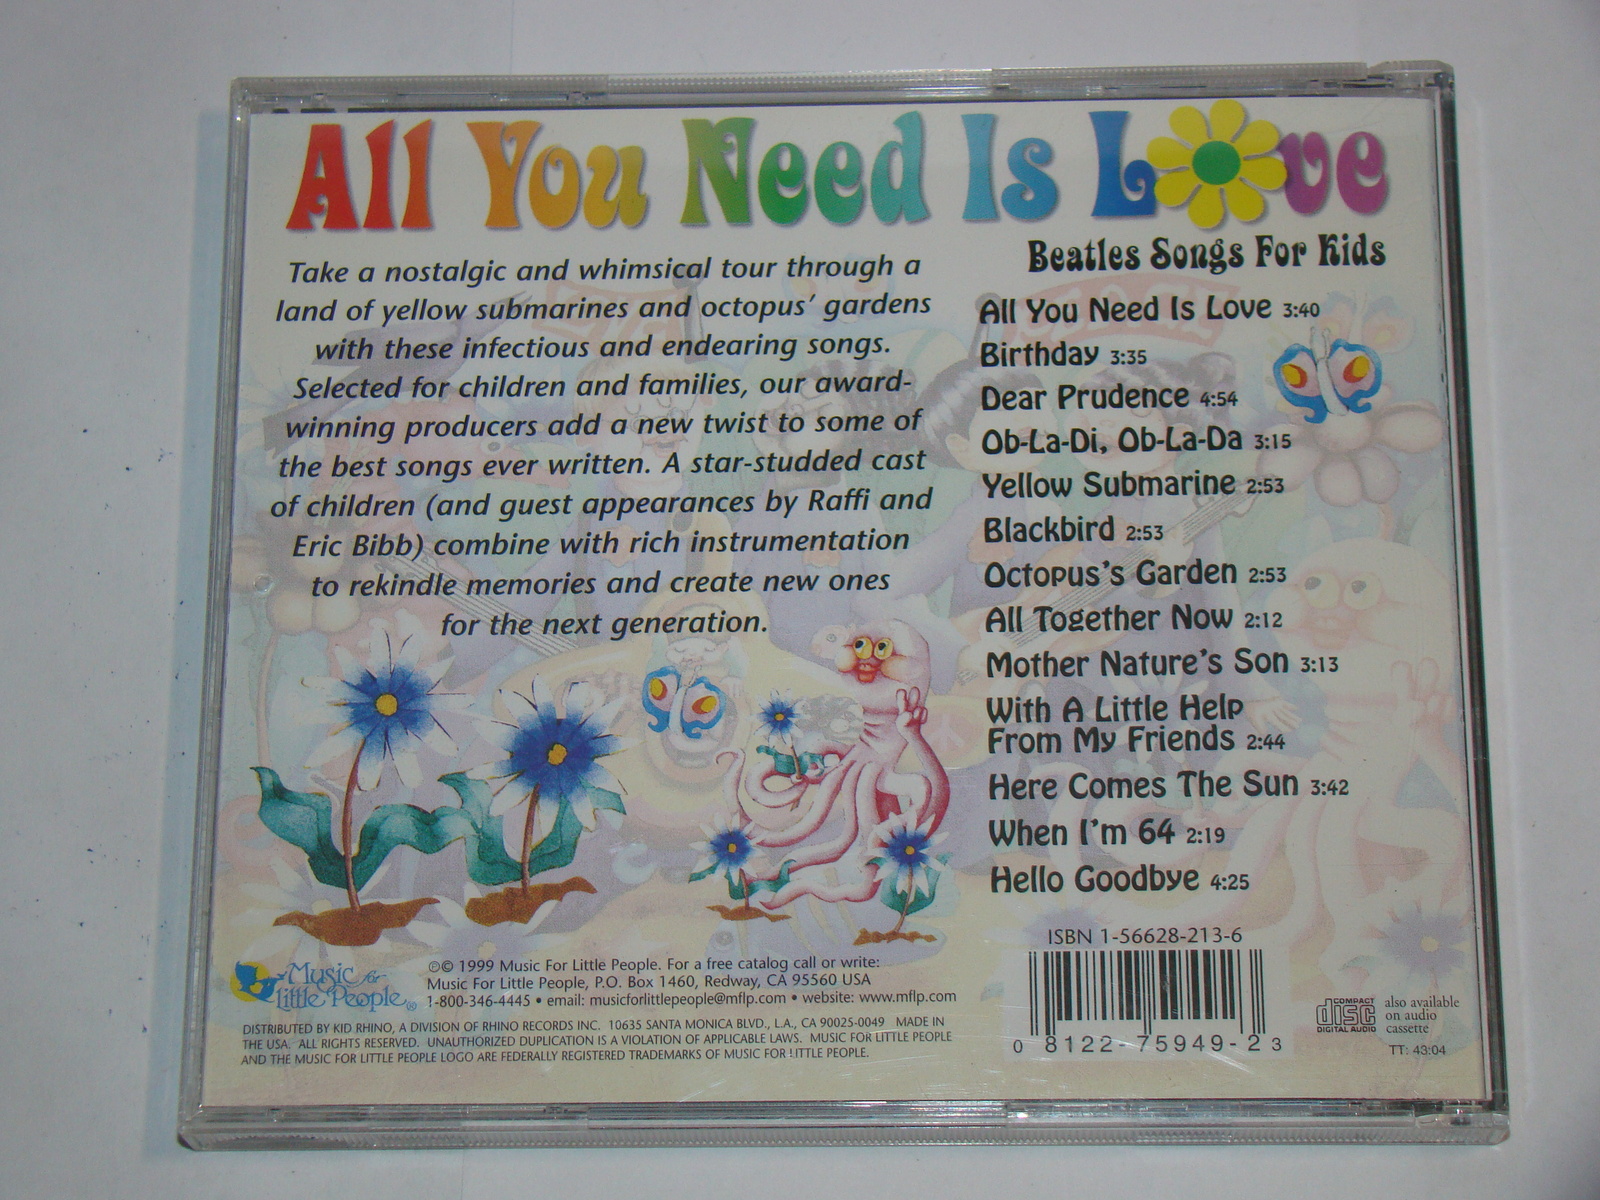 All You Need Is Love
Beatles Songs For Kids
Take a nostalgic and whimsical tour through a
land of yellow submarines and octopus' gardens
with these infectious and endearing songs.
Selected for children and families, our award-
winning producers add a new twist to some of
the best songs ever written. A star-studded cast
of children (and guest appearances by Raffi and
Eric Bibb) combine with rich instrumentation
to rekindle memories and create new ones
for the next generation.
All You Need Is Love 3:40
Birthday 3:35
Dear Prudence 4:54
Ob-La-Di, Ob-La-Da 3:15
Yellow Submarine 2:53
Blackbird 2:53
Octopus's Garden 2:53
All Together Now 2:12
Mother Nature's Son 3:13
With A Little Help
From My Friends 2:44
Here Comes The Sun 3:42
When I'm 64 2:19
Hello Goodbye 4:25
ISBN 1-56628-213-6
0 8122-75949-2 3
COMPACT
disc
DIGITAL AUDIO
also available
on audio
cassette
TT: 43:04
Music for
Little People®
℗© 1999 Music For Little People. For a free catalog call or write:
Music For Little People, P.O. Box 1460, Redway, CA 95560 USA
1-800-346-4445 • email: musicforlittlepeople@mflp.com • website: www.mflp.com
DISTRIBUTED BY KID RHINO, A DIVISION OF RHINO RECORDS INC. 10635 SANTA MONICA BLVD., L.A., CA 90025-0049 MADE IN
THE USA. ALL RIGHTS RESERVED. UNAUTHORIZED DUPLICATION IS A VIOLATION OF APPLICABLE LAWS. MUSIC FOR LITTLE PEOPLE
AND THE MUSIC FOR LITTLE PEOPLE LOGO ARE FEDERALLY REGISTERED TRADEMARKS OF MUSIC FOR LITTLE PEOPLE.